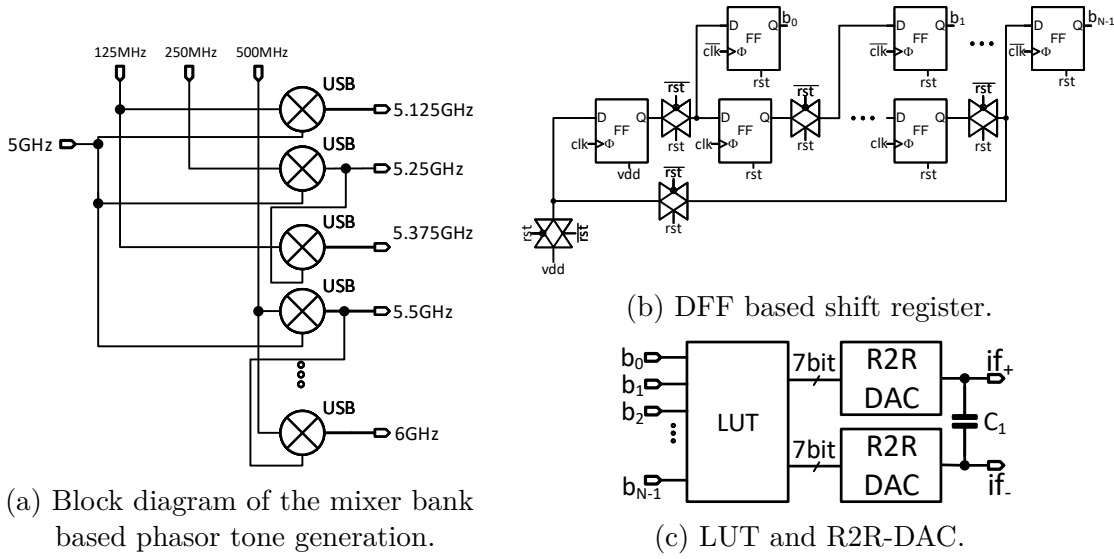 125MHz 250MHz 500MHz
USB
5.125GHz
5GHz
USB
5.25GHz
USB
5.375GHz
USB
5.5GHz
USB
6GHz
(a) Block diagram of the mixer bank
based phasor tone generation.
D Q b0
FF
clk Φ
rst
D Q b1
FF
clk Φ
rst
D Q bN-1
FF
clk Φ
rst
rst
D Q
FF
clk Φ
vdd
rst
D Q
FF
clk Φ
rst
rst
rst
D Q
FF
clk Φ
rst
rst
rst
rst
rst
rst rst
vdd
(b) DFF based shift register.
b0
b1
b2
bN-1
LUT
7bit
R2R
DAC
7bit
R2R
DAC
if+
C1
if-
(c) LUT and R2R-DAC.